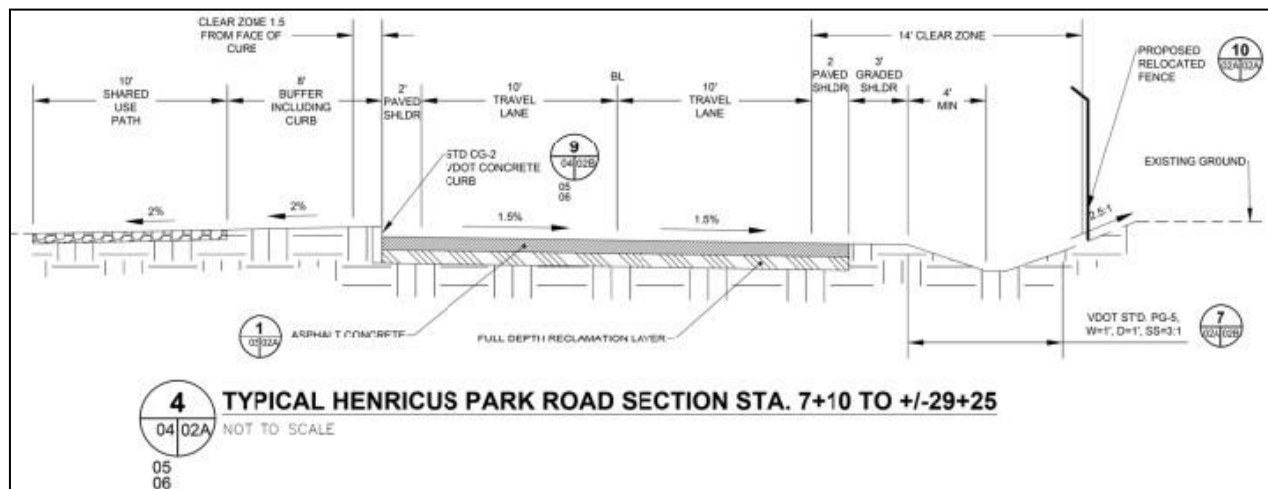 CLEAR ZONE 1.5
FROM FACE OF
CURE
14' CLEAR ZONE
10'
SHARED
USE
PATH
8'
BUFFER
INCLUDING
CURB
2'
PAVED
SHLDR
10'
TRAVEL
LANE
BL
10'
TRAVEL
LANE
2
PAVED
SHLDR
3'
GRADED
SHLDR
4'
MIN
PROPOSED
RELOCATED
FENCE
10
02A 02A
STD CG-2
VDOT CONCRETE
CURB
9
04 02B
05
06
EXISTING GROUND
2%
2%
1.5%
1.5%
2.5:1
1
03 02A
ASPHALT CONCRETE
FULL DEPTH RECLAMATION LAYER
VDOT ST'D. PG-5,
W=1', D=1', SS=3:1
7
02A 02B
4
04 02A
05
06
TYPICAL HENRICUS PARK ROAD SECTION STA. 7+10 TO +/-29+25
NOT TO SCALE